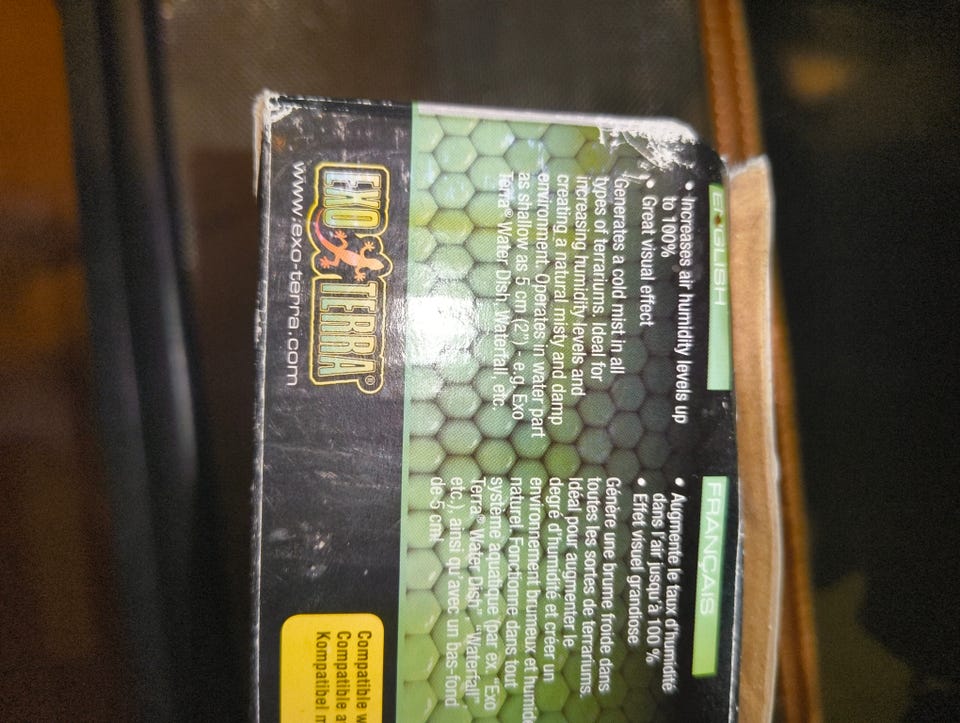 ENGLISH
• Increases air humidity levels up
to 100%
• Great visual effect
Generates a cold mist in all
types of terrariums. Ideal for
increasing humidity levels and
creating a natural misty and damp
environment. Operates in water part
as shallow as 5 cm (2") - e.g. Exo
Terra® Water Dish, Waterfall, etc.
FRANÇAIS
• Augmente le taux d'humidité
dans l'air jusqu'à 100 %
• Effet visuel grandiose
Génère une brume froide dans
toutes les sortes de terrariums.
Idéal pour augmenter le
degré d'humidité et créer un
environnement brumeux et humide
naturel. Fonctionne dans tout
système aquatique (par ex. "Exo
Terra® Water Dish", "Waterfall"
etc.), ainsi qu'avec un bas-fond
de 5 cm!
EXO TERRA®
www.exo-terra.com
Compatible w
Compatible a
Kompatibel m